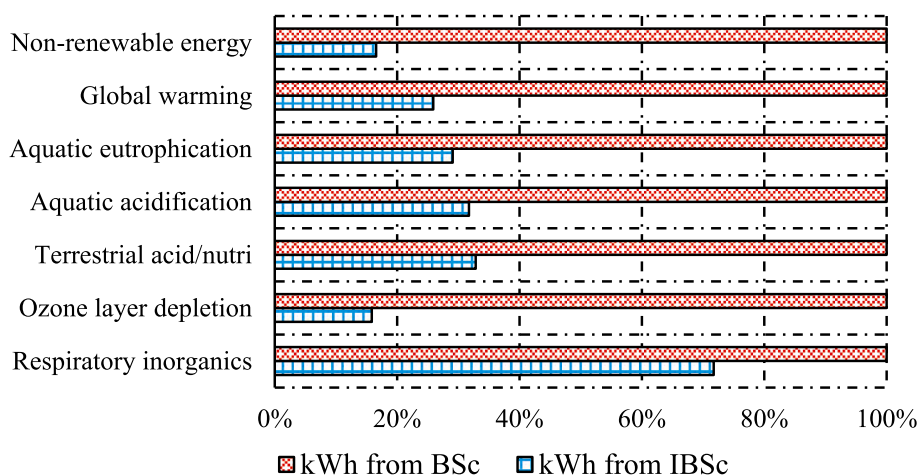 Non-renewable energy
Global warming
Aquatic eutrophication
Aquatic acidification
Terrestrial acid/nutri
Ozone layer depletion
Respiratory inorganics
0% 20% 40% 60% 80% 100%
kWh from BSc kWh from IBSc